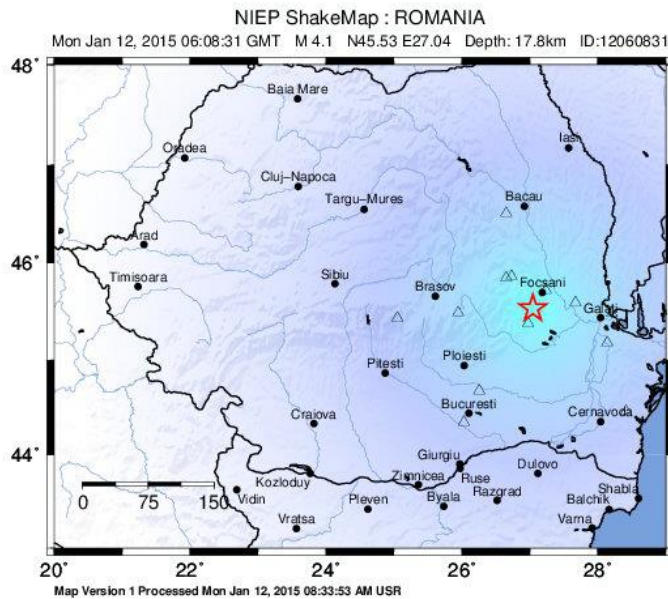 NIEP ShakeMap : ROMANIA
Mon Jan 12, 2015 06:08:31 GMT M 4.1 N45.53 E27.04 Depth: 17.8km ID:12060831
48°
Baia Mare
Iasi
Oradea
Cluj-Napoca
Targu-Mures
Bacau
Arad
46°
Timisoara
Sibiu
Brasov
Focsani
Galati
Ploiesti
Pitesti
Bucuresti
Craiova
Cernavoda
44°
Giurgiu
Kozloduy
Zimnicea
Ruse
Dulovo
0 75 150
Vidin
Pleven
Byala
Razgrad
Shabla
Balchik
Vratsa
Varna
20° 22° 24° 26° 28°
Map Version 1 Processed Mon Jan 12, 2015 08:33:53 AM USR